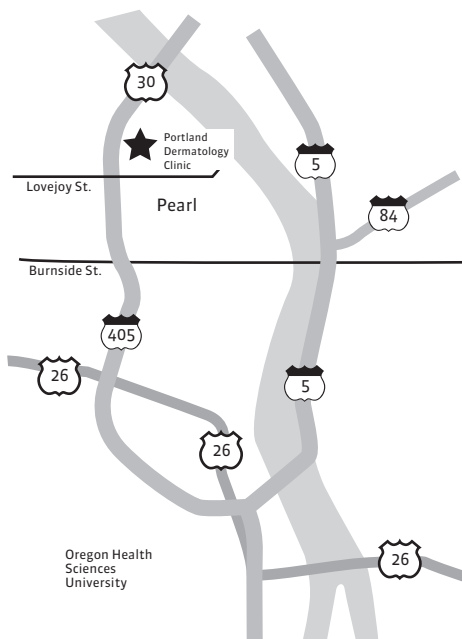 30
Portland
Dermatology
Clinic
5
Lovejoy St.
Pearl
84
Burnside St.
405
26
5
26
Oregon Health
Sciences
University
26